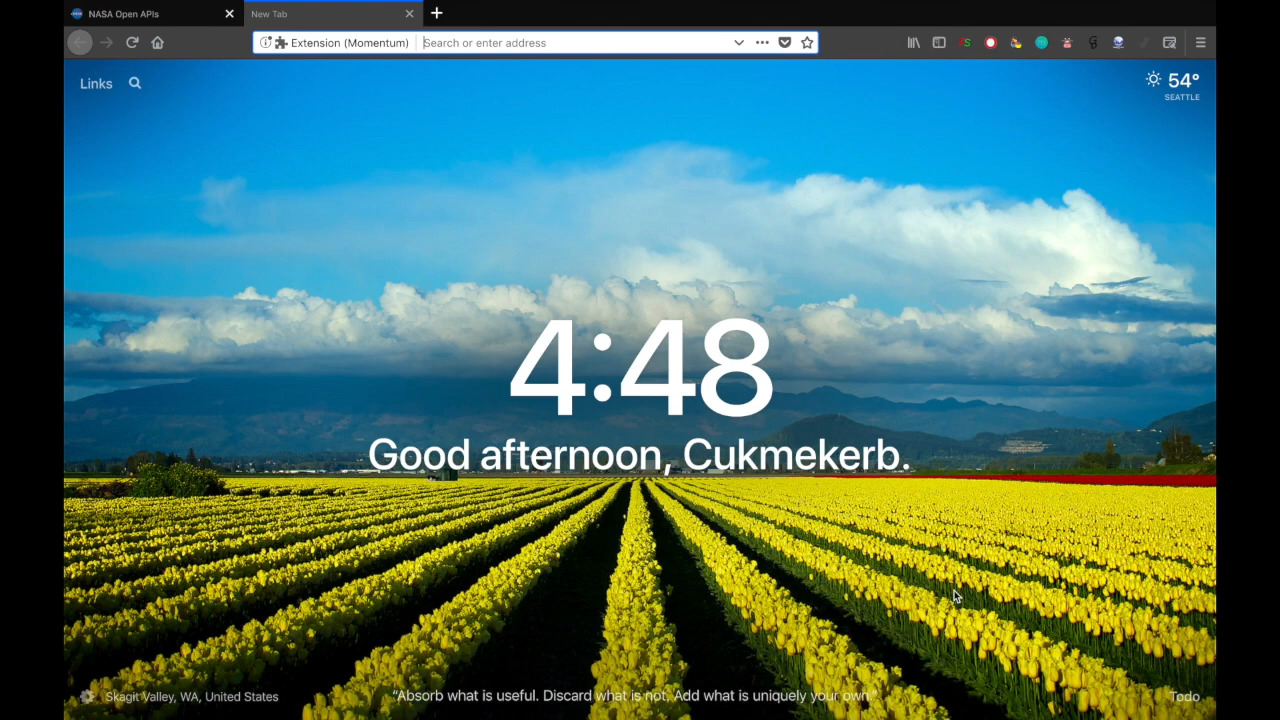 NASA Open APIs
New Tab
Extension (Momentum)
Search or enter address
Links
54°
SEATTLE
4:48
Good afternoon, Cukmekerb.
Skagit Valley, WA, United States
“Absorb what is useful. Discard what is not. Add what is uniquely your own.”
Todo